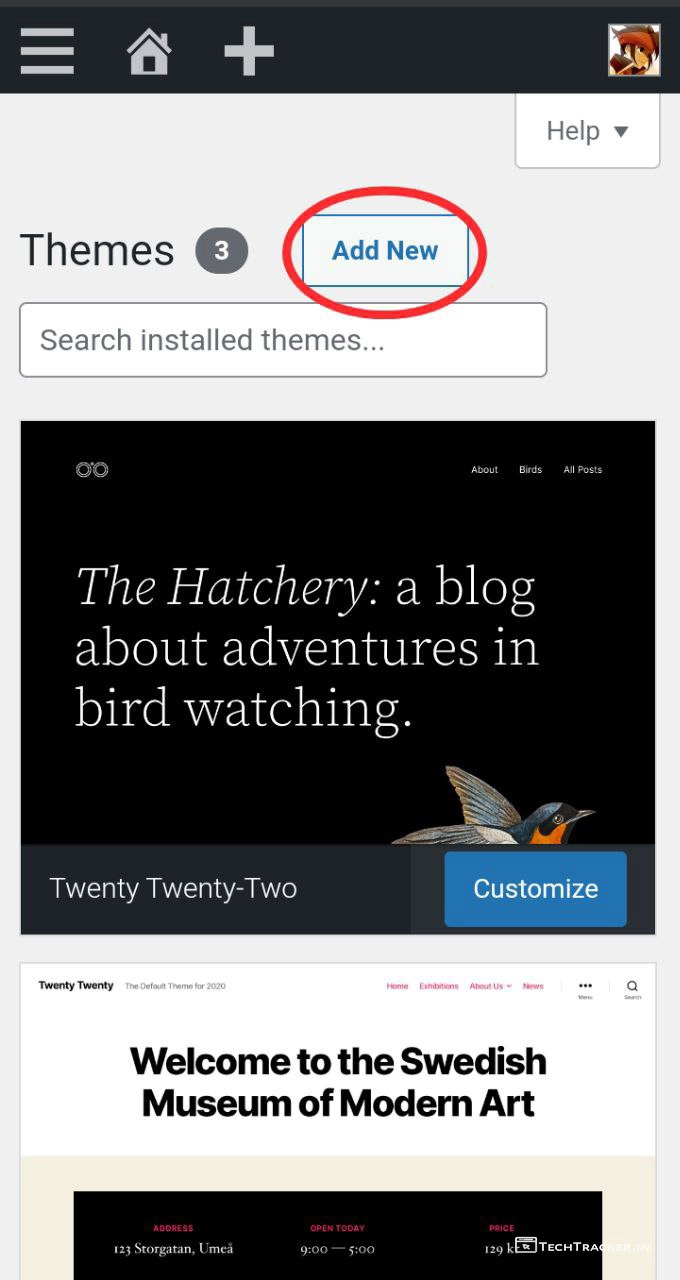 Help ▼
Themes 3 Add New
Search installed themes...
About Birds All Posts
The Hatchery: a blog
about adventures in
bird watching.
Twenty Twenty-Two Customize
Twenty Twenty The Default Theme for 2020 Home Exhibitions About Us News
Menu Search
Welcome to the Swedish
Museum of Modern Art
ADDRESS OPEN TODAY PRICE
123 Storgatan, Umeå 9:00 — 5:00 129
TECHTRACKER.IN